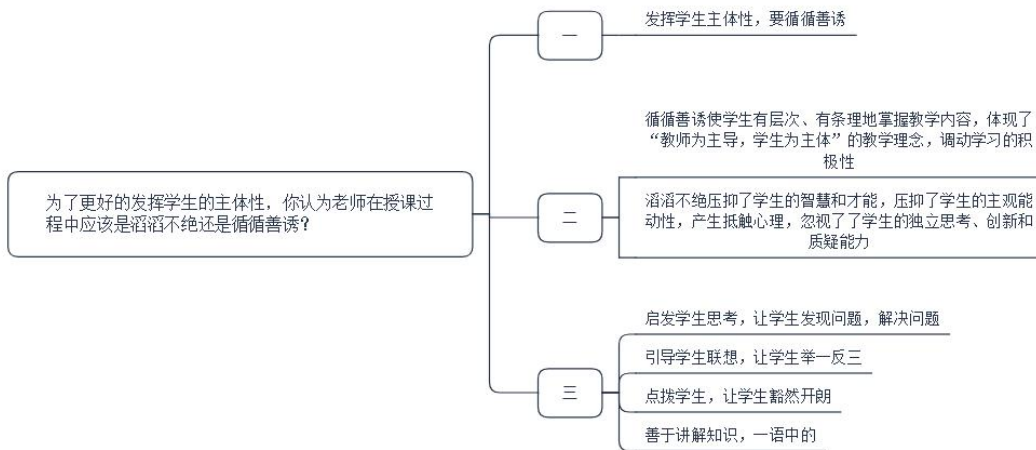 为了更好的发挥学生的主体性，你认为老师在授课过
程中应该是滔滔不绝还是循循善诱？
一
发挥学生主体性，要循循善诱
二
循循善诱使学生有层次、有条理地掌握教学内容，体现了
“教师为主导，学生为主体”的教学理念，调动学习的积
极性
滔滔不绝压抑了学生的智慧和才能，压抑了学生的主观能
动性，产生抵触心理，忽视了了学生的独立思考、创新和
质疑能力
三
启发学生思考，让学生发现问题，解决问题
引导学生联想，让学生举一反三
点拨学生，让学生豁然开朗
善于讲解知识，一语中的